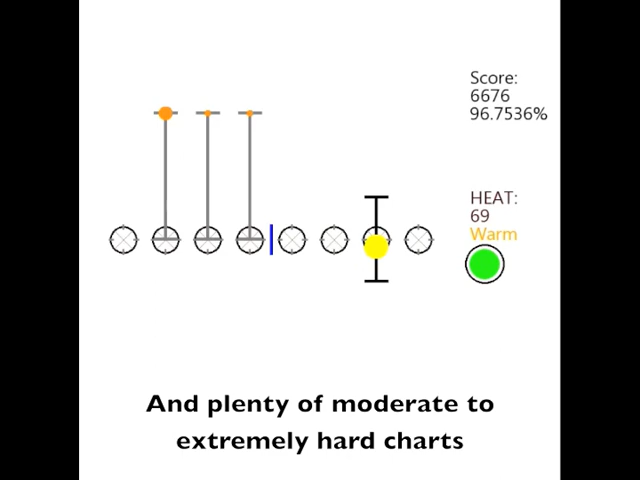 Score:
6676
96.7536%
HEAT:
69
Warm
And plenty of moderate to
extremely hard charts